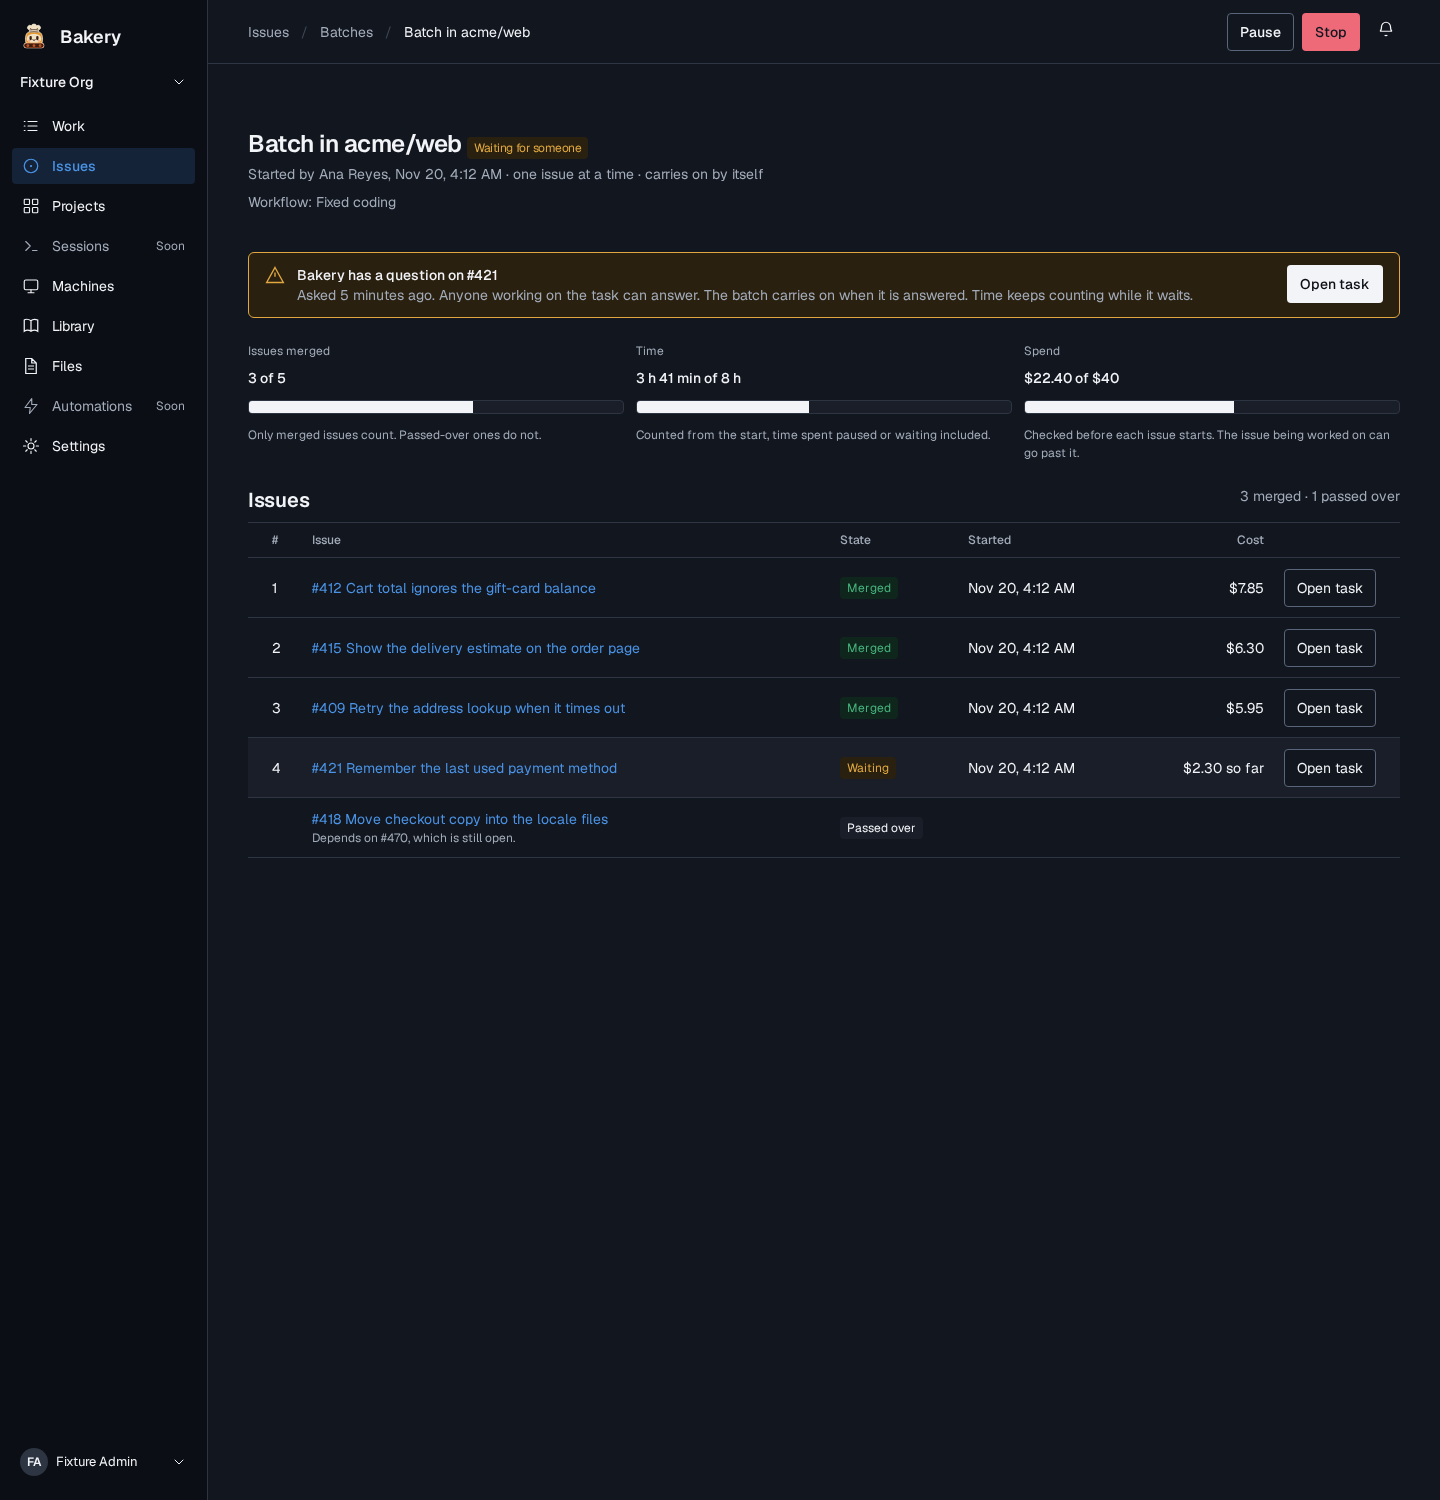 Bakery
Fixture Org
Work
Issues
Projects
Sessions Soon
Machines
Library
Files
Automations Soon
Settings
FA Fixture Admin
Issues / Batches / Batch in acme/web
Pause
Stop
Batch in acme/web Waiting for someone
Started by Ana Reyes, Nov 20, 4:12 AM · one issue at a time · carries on by itself
Workflow: Fixed coding
Bakery has a question on #421
Asked 5 minutes ago. Anyone working on the task can answer. The batch carries on when it is answered. Time keeps counting while it waits.
Open task
Issues merged
3 of 5
Only merged issues count. Passed-over ones do not.
Time
3 h 41 min of 8 h
Counted from the start, time spent paused or waiting included.
Spend
$22.40 of $40
Checked before each issue starts. The issue being worked on can
go past it.
Issues
3 merged · 1 passed over
# Issue State Started Cost
1 #412 Cart total ignores the gift-card balance Merged Nov 20, 4:12 AM $7.85 Open task
2 #415 Show the delivery estimate on the order page Merged Nov 20, 4:12 AM $6.30 Open task
3 #409 Retry the address lookup when it times out Merged Nov 20, 4:12 AM $5.95 Open task
4 #421 Remember the last used payment method Waiting Nov 20, 4:12 AM $2.30 so far Open task
#418 Move checkout copy into the locale files Passed over
Depends on #470, which is still open.